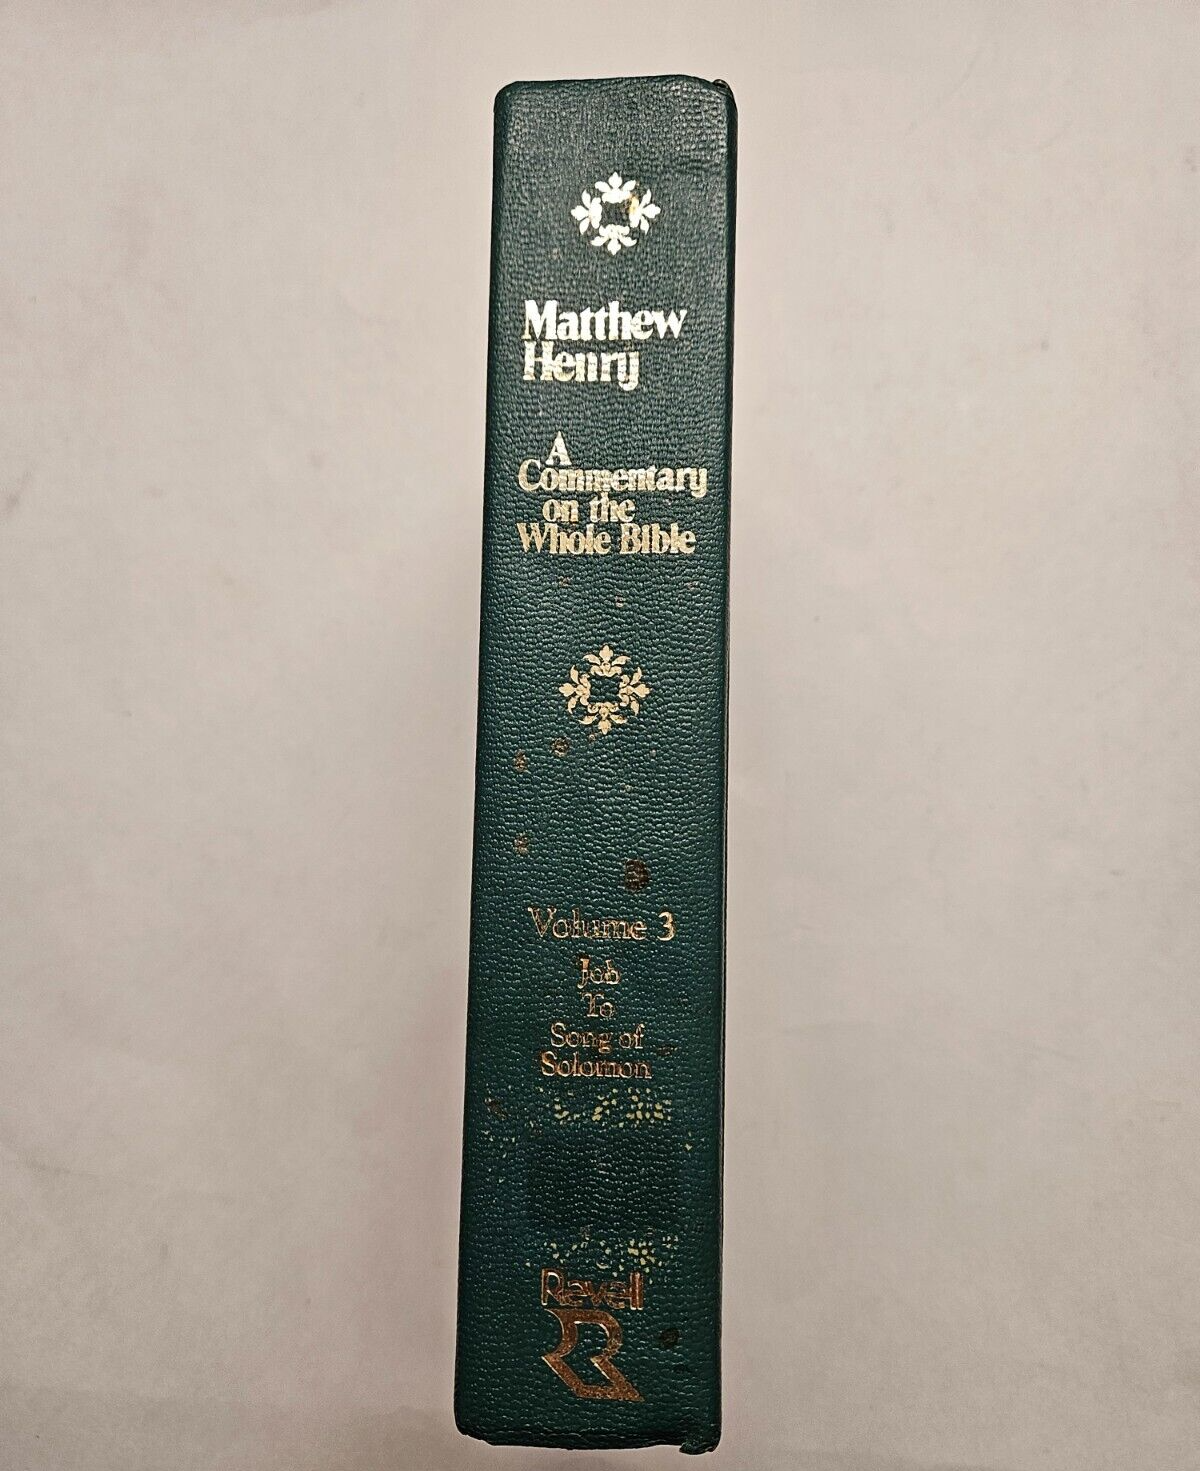 Matthew
Henry
A
Commentary
on the
Whole Bible
Volume 3
Job
To
Song of
Solomon
Revell